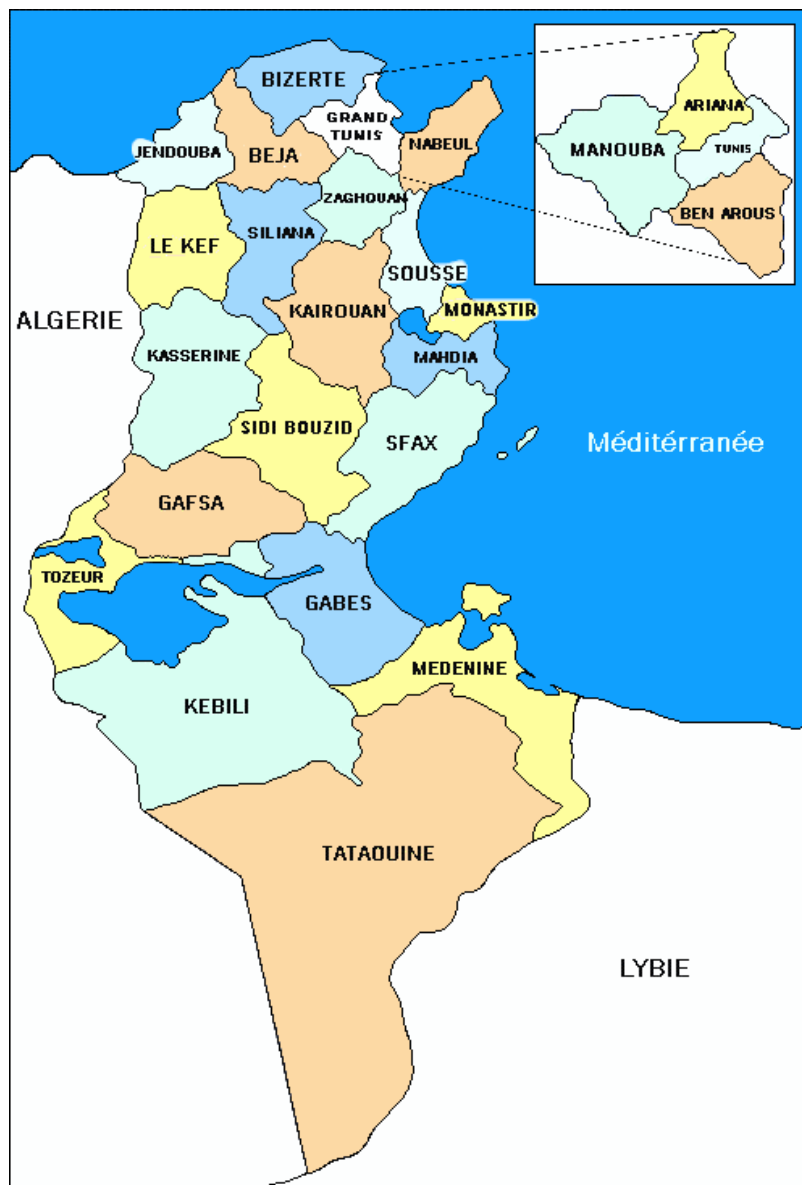 BIZERTE
GRAND
TUNIS
NABEUL
JENDOUBA
BEJA
ARIANA
MANOUBA
TUNIS
BEN AROUS
ZAGHOUAN
LE KEF
SILIANA
SOUSSE
ALGERIE
KAIROUAN
MONASTIR
KASSERINE
MAHDIA
SIDI BOUZID
SFAX
Méditérranée
GAFSA
TOZEUR
GABES
MEDENINE
KEBILI
TATAOUINE
LYBIE